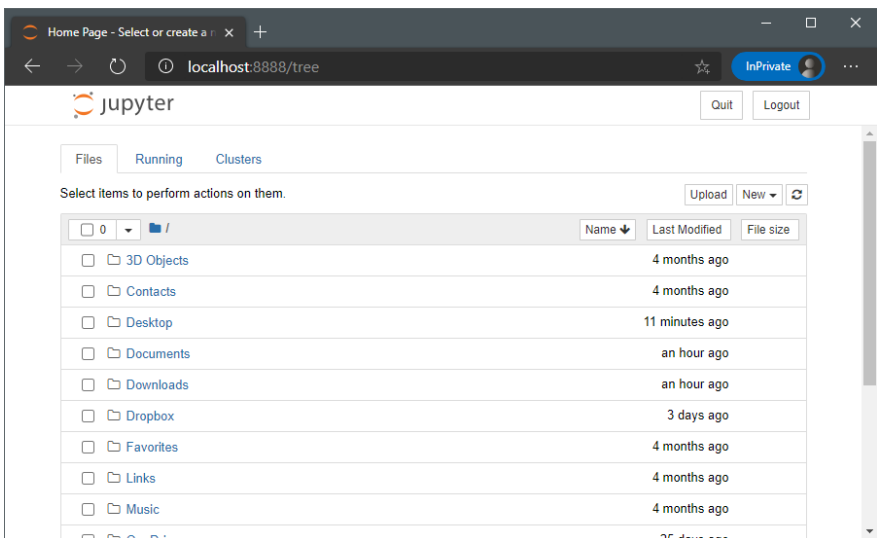 Home Page - Select or create a
localhost:8888/tree
InPrivate
jupyter
Quit Logout
Files Running Clusters
Select items to perform actions on them.
Upload New
0 / Name Last Modified File size
3D Objects 4 months ago
Contacts 4 months ago
Desktop 11 minutes ago
Documents an hour ago
Downloads an hour ago
Dropbox 3 days ago
Favorites 4 months ago
Links 4 months ago
Music 4 months ago